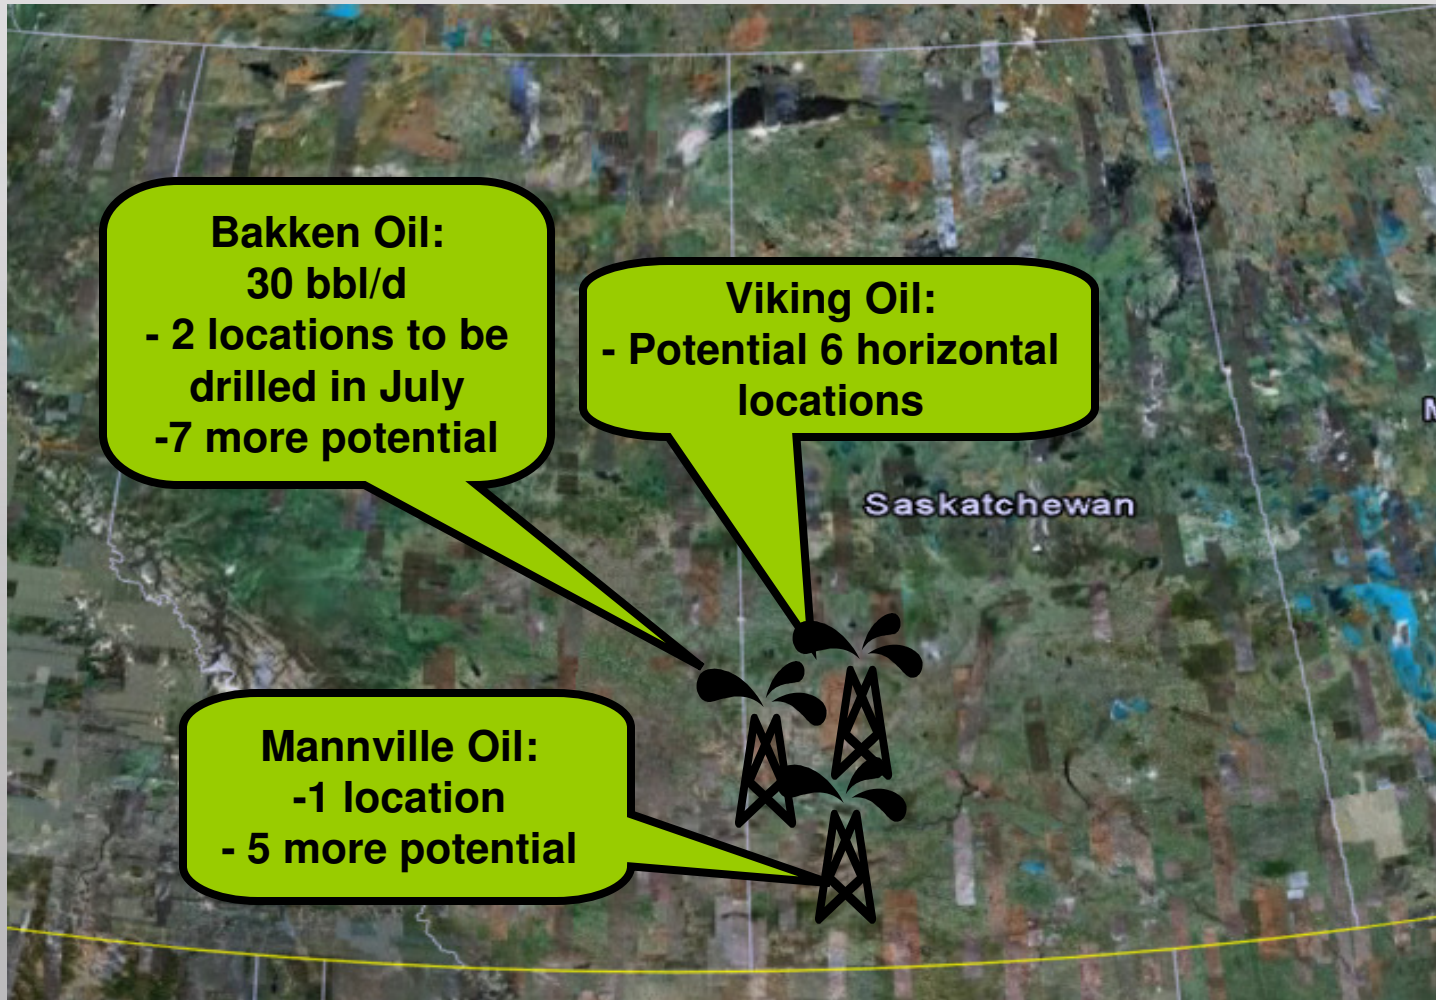 Bakken Oil:
30 bbl/d
- 2 locations to be
drilled in July
-7 more potential
Viking Oil:
- Potential 6 horizontal
locations
Saskatchewan
Mannville Oil:
-1 location
- 5 more potential